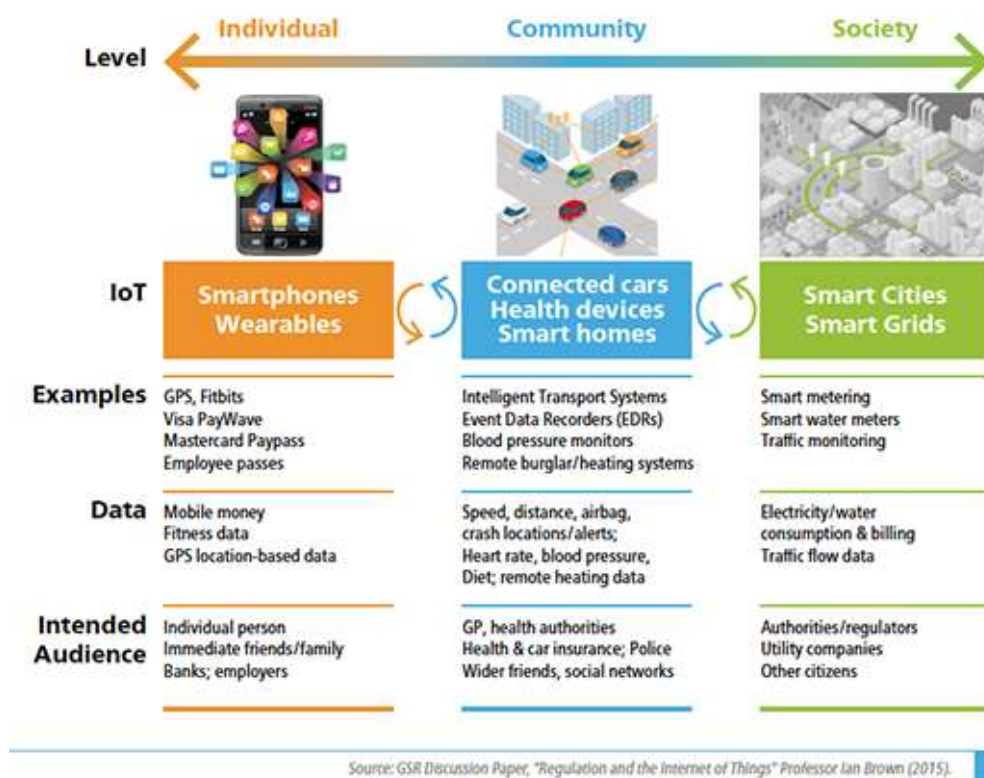 Individual
Community
Society
Level
IoT
Smartphones
Wearables
Connected cars
Health devices
Smart homes
Smart Cities
Smart Grids
Examples
GPS, Fitbits
Visa PayWave
Mastercard Paypass
Employee passes
Intelligent Transport Systems
Event Data Recorders (EDRs)
Blood pressure monitors
Remote burglar/heating systems
Smart metering
Smart water meters
Traffic monitoring
Data
Mobile money
Fitness data
GPS location-based data
Speed, distance, airbag,
crash locations/alerts;
Heart rate, blood pressure,
Diet; remote heating data
Electricity/water
consumption & billing
Traffic flow data
Intended
Audience
Individual person
Immediate friends/family
Banks; employers
GP, health authorities
Health & car insurance; Police
Wider friends, social networks
Authorities/regulators
Utility companies
Other citizens
Source: GSR Discussion Paper, "Regulation and the Internet of Things" Professor Ian Brown (2015).